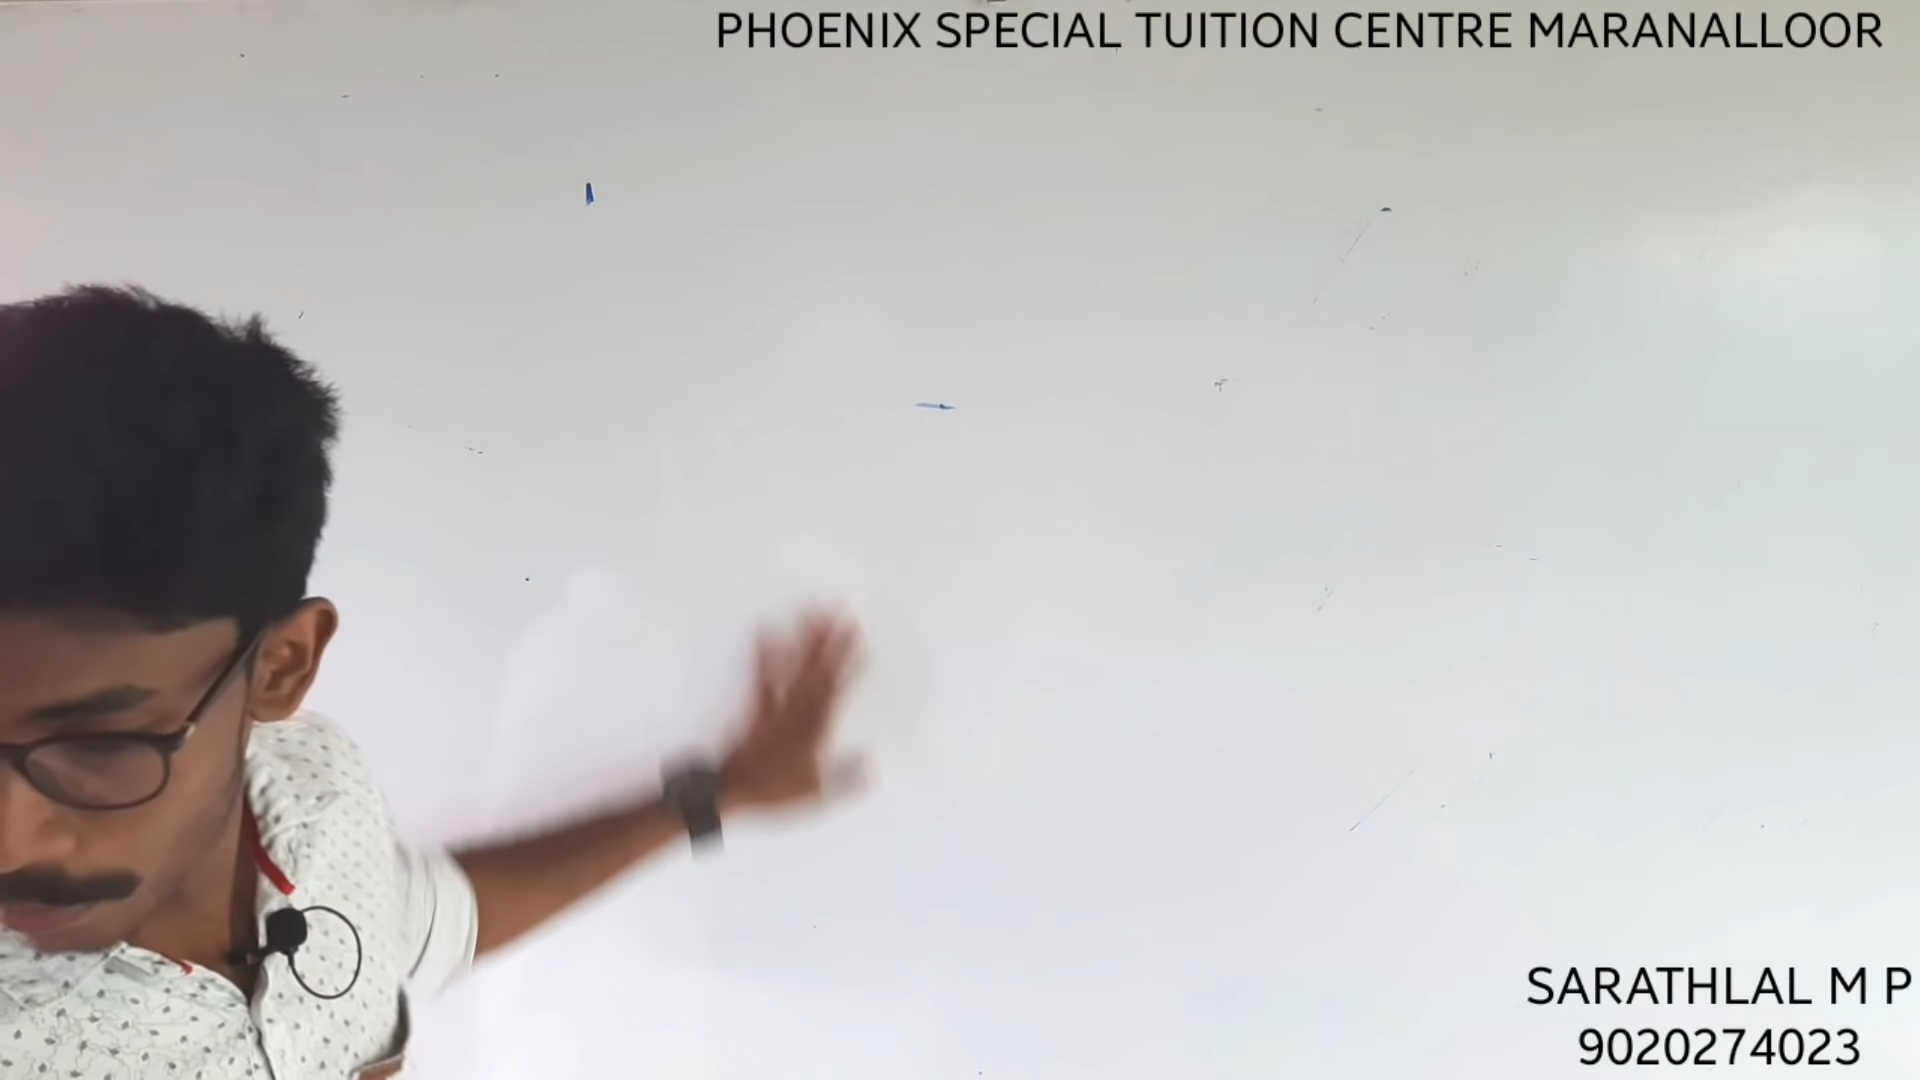 PHOENIX SPECIAL TUITION CENTRE MARANALLOOR
SARATHLAL M P
9020274023